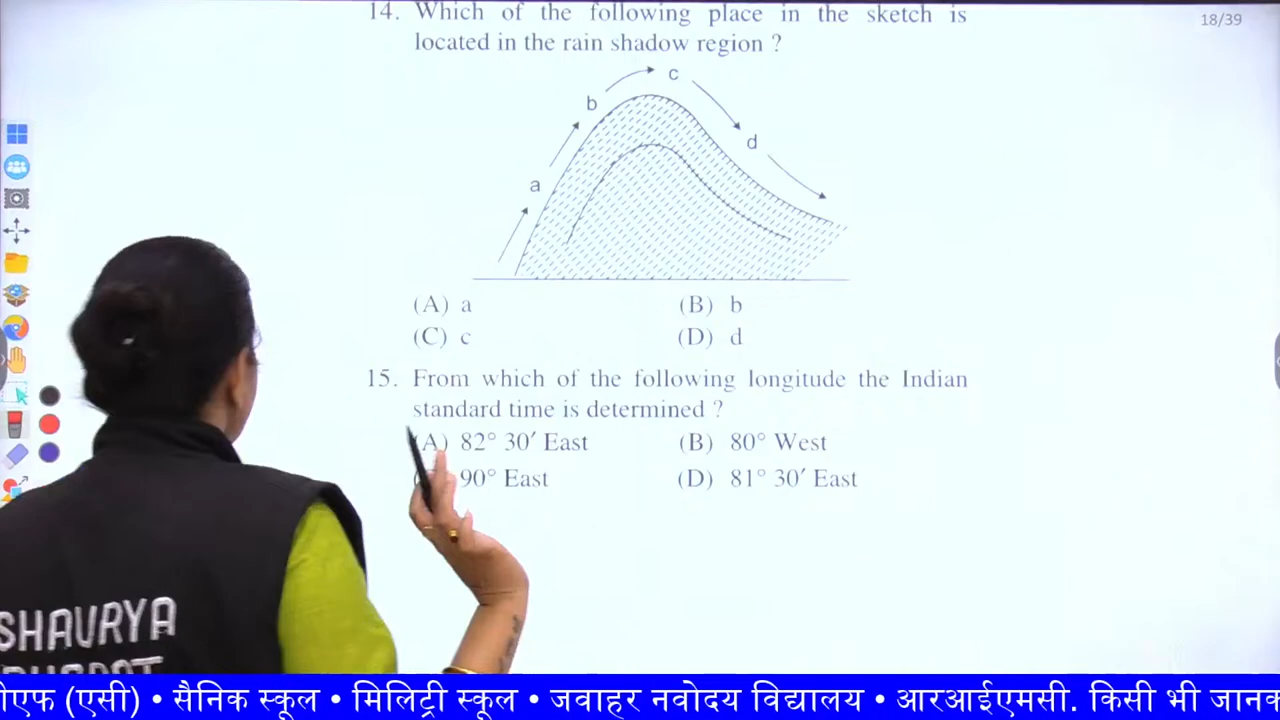 14. Which of the following place in the sketch is
18/39
located in the rain shadow region ?
c
b
d
a
(A) a (B) b
(C) c (D) d
15. From which of the following longitude the Indian
standard time is determined ?
(A) 82° 30′ East (B) 80° West
90° East (D) 81° 30′ East
SHAURYA
BHARAT
(एसी) • सैनिक स्कूल • मिलिट्री स्कूल • जवाहर नवोदय विद्यालय • आरआईएमसी. किसी भी